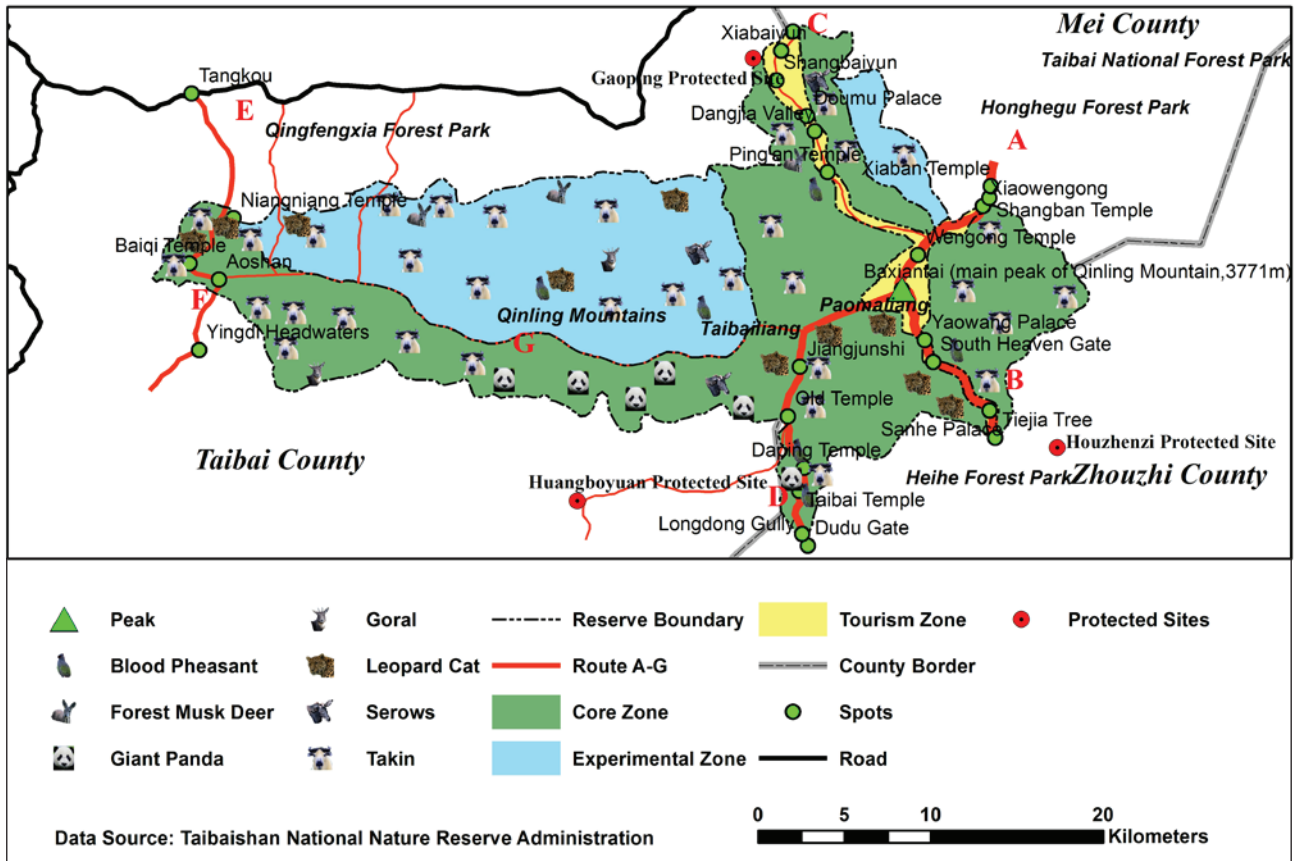 Mei County
C
Xiabaiyun
Taibai National Forest Park
Shangbaiyun
Gaoping Protected Site
Tangkou
Doumu Palace
E
Honghegu Forest Park
Dangjia Valley
Qingfengxia Forest Park
A
Ping'an Temple
Xiaban Temple
Xiaowengong
Niangniang Temple
Shangban Temple
Wengong Temple
Baiqi Temple
Aoshan
Baxiantai (main peak of Qinling Mountain,3771m)
F
Paomaliang
Qinling Mountains
Yingdi Headwaters
Taibailiang
Yaowang Palace
G
South Heaven Gate
Jiangjunshi
B
Old Temple
Tiejia Tree
Sanhe Palace
Houzhenzi Protected Site
Daping Temple
Taibai County
Heihe Forest Park
Zhouzhi County
Huangboyuan Protected Site
D
Taibai Temple
Longdong Gully
Dudu Gate
Peak
Goral
Reserve Boundary
Tourism Zone
Protected Sites
Blood Pheasant
Leopard Cat
Route A-G
County Border
Forest Musk Deer
Serows
Core Zone
Spots
Giant Panda
Takin
Experimental Zone
Road
0 5 10 20
Kilometers
Data Source: Taibaishan National Nature Reserve Administration